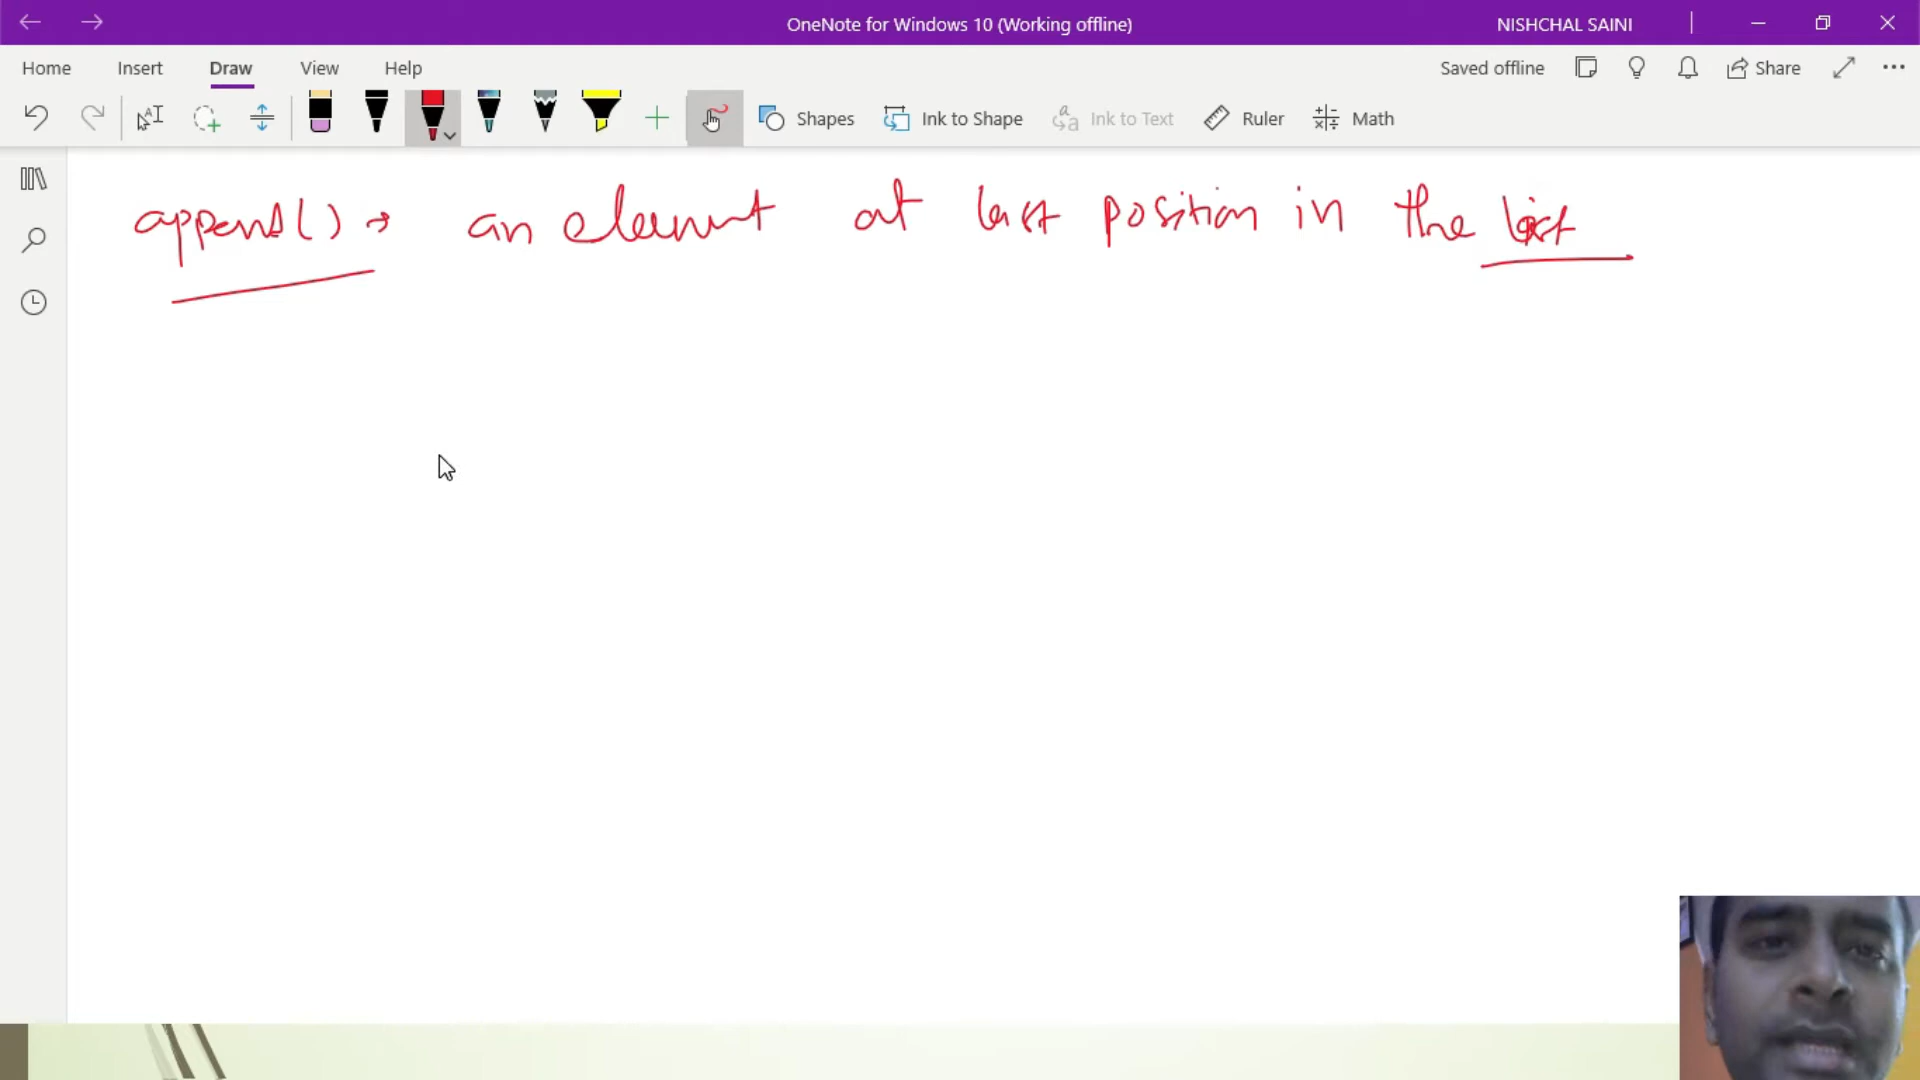 OneNote for Windows 10 (Working offline)
NISHCHAL SAINI
Home Insert Draw View Help
Saved offline
Share
Shapes
Ink to Shape
Ink to Text
Ruler
Math
append() → an element at last position in the list